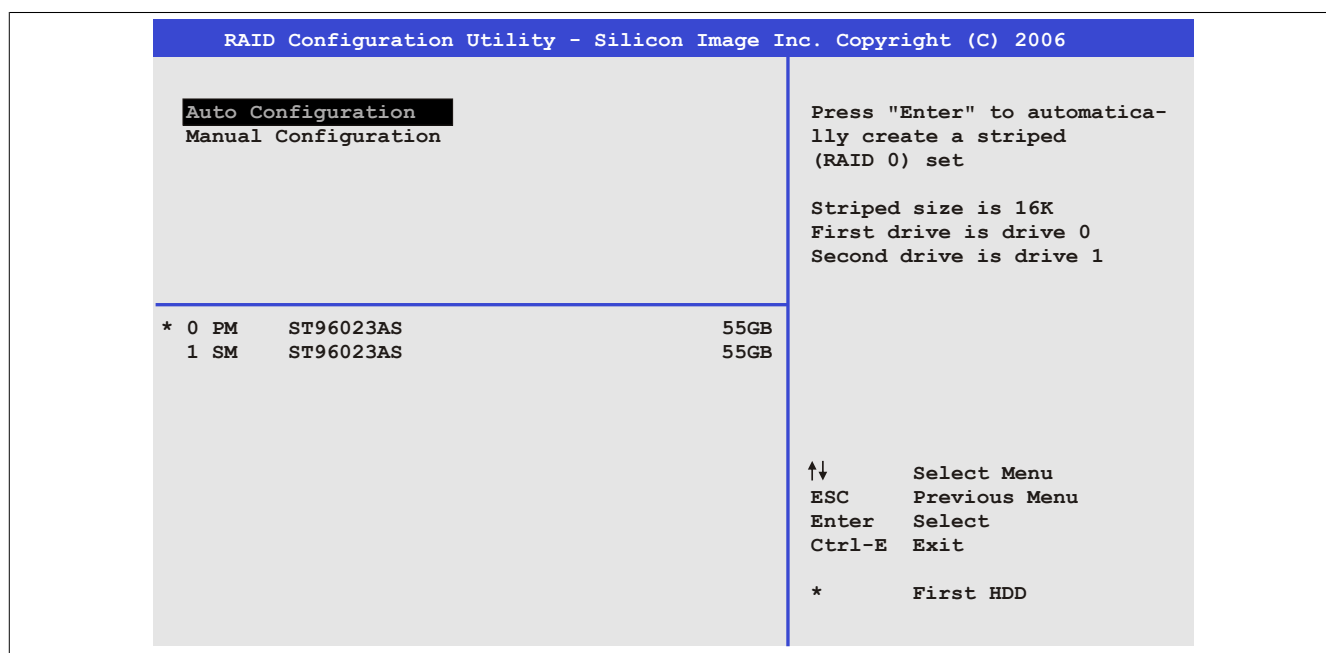 RAID Configuration Utility - Silicon Image Inc. Copyright (C) 2006
Auto Configuration
Manual Configuration
Press "Enter" to automatica-
lly create a striped
(RAID 0) set
Striped size is 16K
First drive is drive 0
Second drive is drive 1
* 0 PM ST96023AS 55GB
1 SM ST96023AS 55GB
↑↓ Select Menu
ESC Previous Menu
Enter Select
Ctrl-E Exit
* First HDD